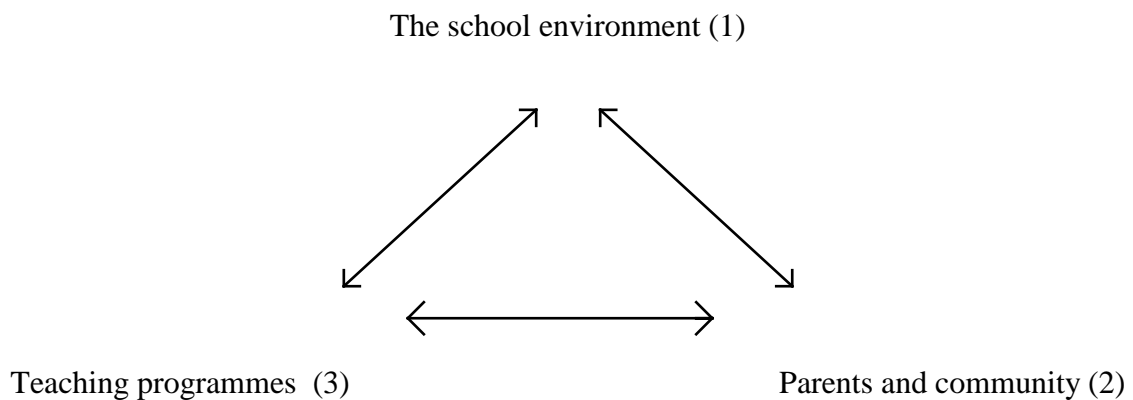 The school environment (1)
Teaching programmes (3) Parents and community (2)